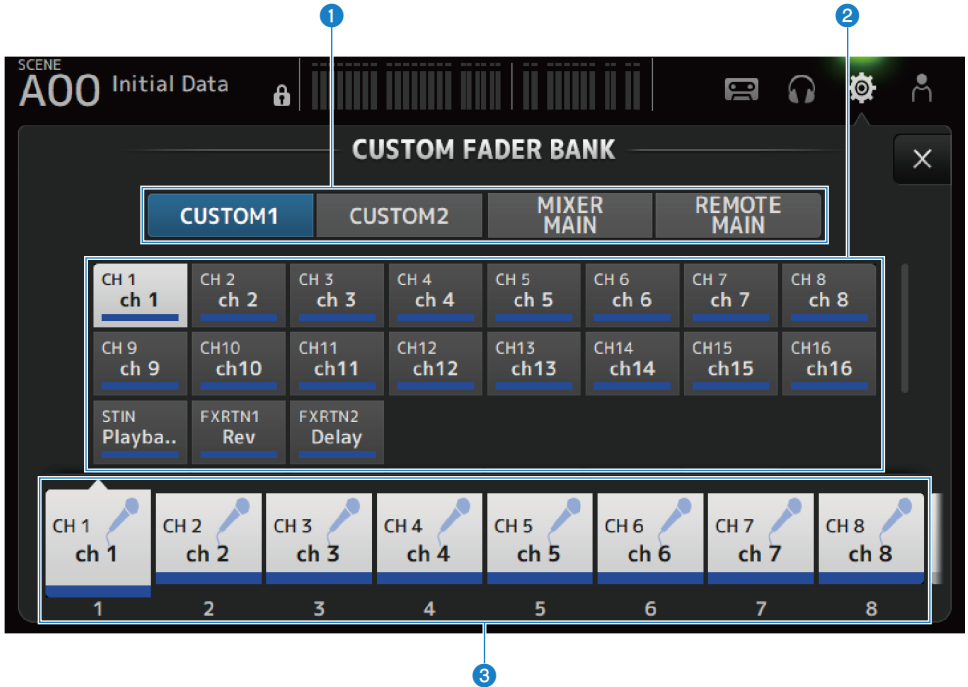 1 2
SCENE
A00 Initial Data
CUSTOM FADER BANK
CUSTOM1 CUSTOM2 MIXER MAIN REMOTE MAIN
CH 1 CH 2 CH 3 CH 4 CH 5 CH 6 CH 7 CH 8
ch 1 ch 2 ch 3 ch 4 ch 5 ch 6 ch 7 ch 8
CH 9 CH10 CH11 CH12 CH13 CH14 CH15 CH16
ch 9 ch10 ch11 ch12 ch13 ch14 ch15 ch16
STIN FXRTN1 FXRTN2
Playba.. Rev Delay
CH 1 CH 2 CH 3 CH 4 CH 5 CH 6 CH 7 CH 8
ch 1 ch 2 ch 3 ch 4 ch 5 ch 6 ch 7 ch 8
1 2 3 4 5 6 7 8
3